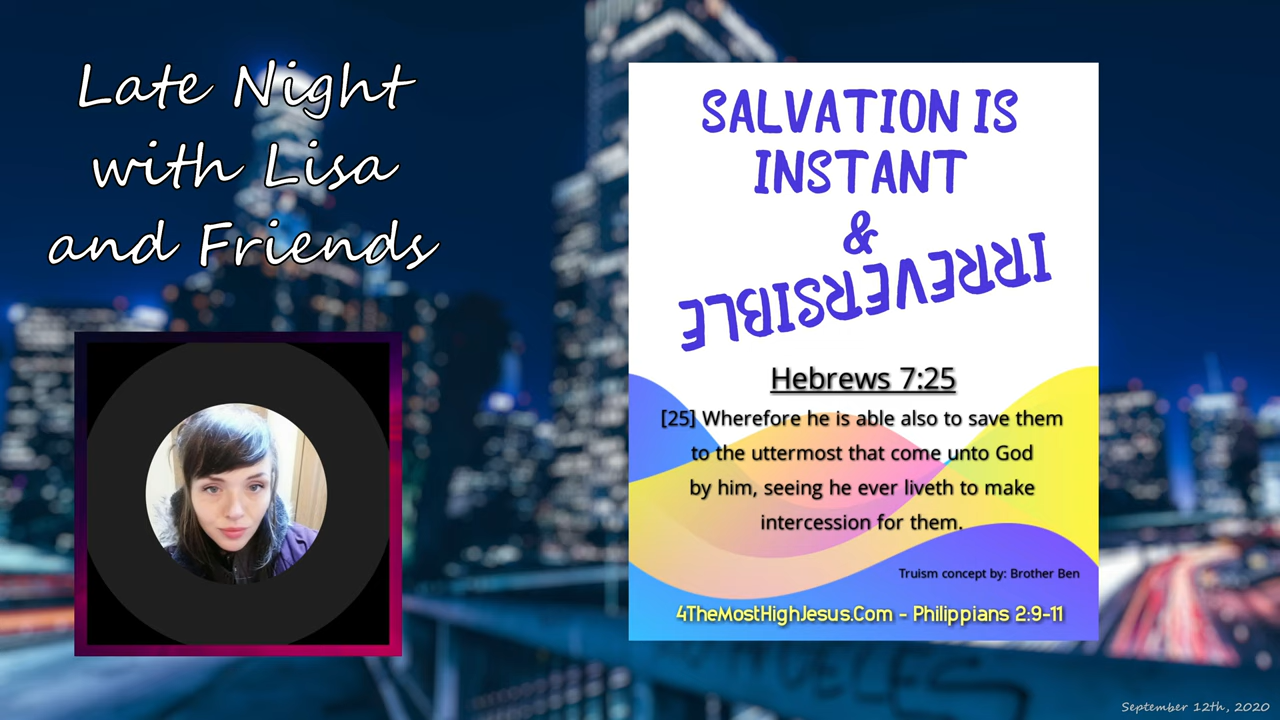 Late Night
with Lisa
and Friends
SALVATION IS
INSTANT
&
IRREVERSIBLE
Hebrews 7:25
[25] Wherefore he is able also to save them
to the uttermost that come unto God
by him, seeing he ever liveth to make
intercession for them.
Truism concept by: Brother Ben
4TheMostHighJesus.Com - Philippians 2:9-11
ANGELES
September 12th, 2020